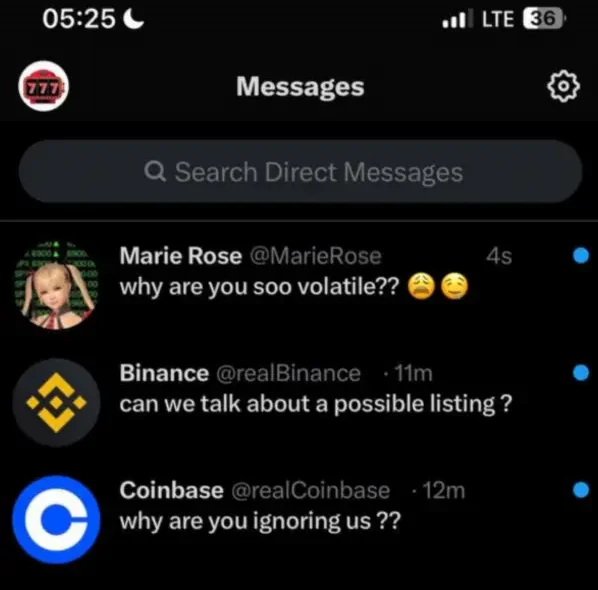 05:25 LTE 36
777
Messages
Search Direct Messages
Marie Rose @MarieRose 4s
why are you soo volatile?? 😩🤤
Binance @realBinance · 11m
can we talk about a possible listing ?
Coinbase @realCoinbase · 12m
why are you ignoring us ??